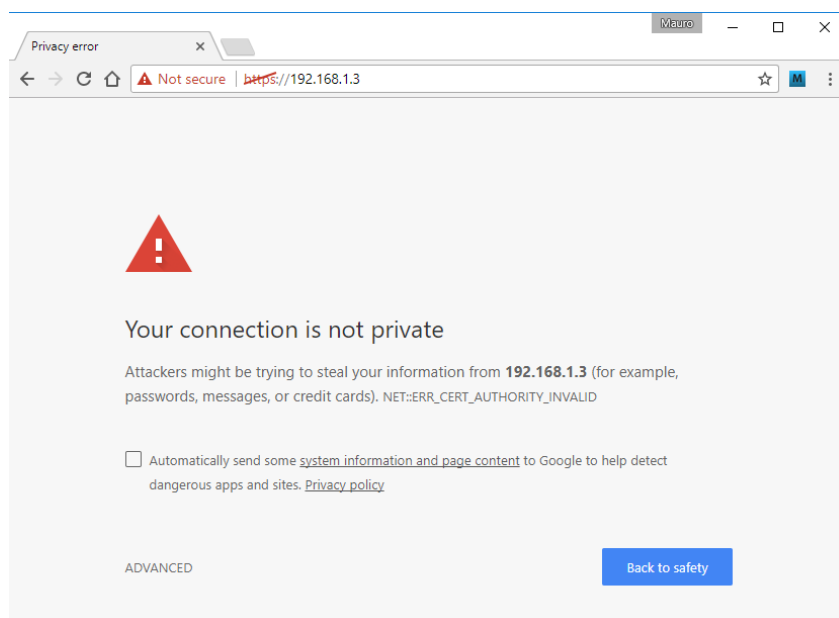 Mauro
Privacy error
Not secure | https://192.168.1.3
M
Your connection is not private
Attackers might be trying to steal your information from 192.168.1.3 (for example,
passwords, messages, or credit cards). NET::ERR_CERT_AUTHORITY_INVALID
Automatically send some system information and page content to Google to help detect
dangerous apps and sites. Privacy policy
ADVANCED
Back to safety